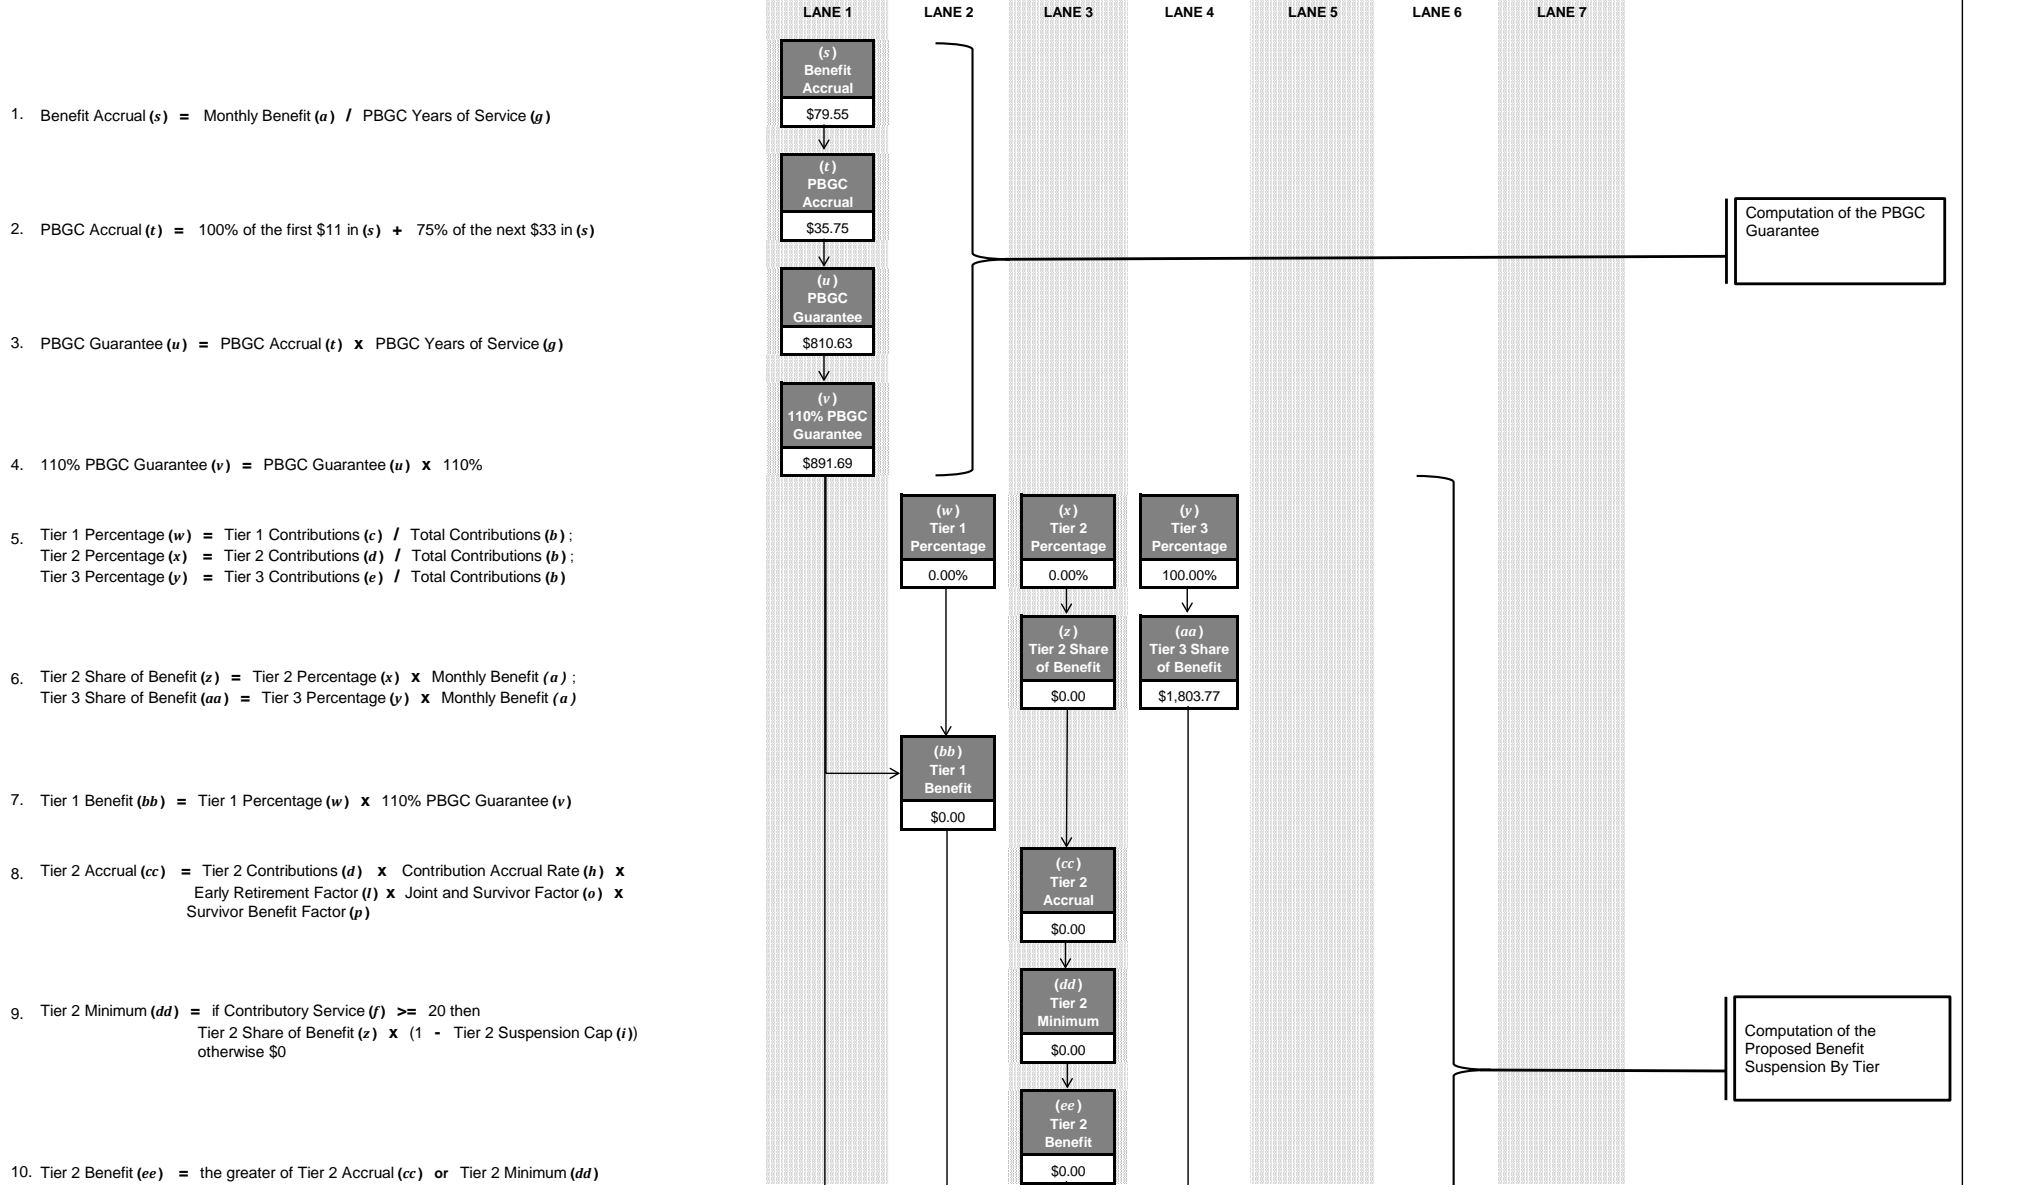 LANE 1 LANE 2 LANE 3 LANE 4 LANE 5 LANE 6 LANE 7
(s)
Benefit
Accrual
$79.55
1. Benefit Accrual (s) = Monthly Benefit (a) / PBGC Years of Service (g)
(t)
PBGC
Accrual
$35.75
2. PBGC Accrual (t) = 100% of the first $11 in (s) + 75% of the next $33 in (s)
Computation of the PBGC
Guarantee
(u)
PBGC
Guarantee
$810.63
3. PBGC Guarantee (u) = PBGC Accrual (t) x PBGC Years of Service (g)
(v)
110% PBGC
Guarantee
$891.69
4. 110% PBGC Guarantee (v) = PBGC Guarantee (u) x 110%
(w)
Tier 1
Percentage
0.00%
(x)
Tier 2
Percentage
0.00%
(y)
Tier 3
Percentage
100.00%
5. Tier 1 Percentage (w) = Tier 1 Contributions (c) / Total Contributions (b) ;
Tier 2 Percentage (x) = Tier 2 Contributions (d) / Total Contributions (b) ;
Tier 3 Percentage (y) = Tier 3 Contributions (e) / Total Contributions (b)
(z)
Tier 2 Share
of Benefit
$0.00
(aa)
Tier 3 Share
of Benefit
$1,803.77
6. Tier 2 Share of Benefit (z) = Tier 2 Percentage (x) x Monthly Benefit (a) ;
Tier 3 Share of Benefit (aa) = Tier 3 Percentage (y) x Monthly Benefit (a)
(bb)
Tier 1
Benefit
$0.00
7. Tier 1 Benefit (bb) = Tier 1 Percentage (w) x 110% PBGC Guarantee (v)
(cc)
Tier 2
Accrual
$0.00
8. Tier 2 Accrual (cc) = Tier 2 Contributions (d) x Contribution Accrual Rate (h) x
Early Retirement Factor (l) x Joint and Survivor Factor (o) x
Survivor Benefit Factor (p)
(dd)
Tier 2
Minimum
$0.00
9. Tier 2 Minimum (dd) = if Contributory Service (f) >= 20 then
Tier 2 Share of Benefit (z) x (1 - Tier 2 Suspension Cap (i))
otherwise $0
Computation of the
Proposed Benefit
Suspension By Tier
(ee)
Tier 2
Benefit
$0.00
10. Tier 2 Benefit (ee) = the greater of Tier 2 Accrual (cc) or Tier 2 Minimum (dd)